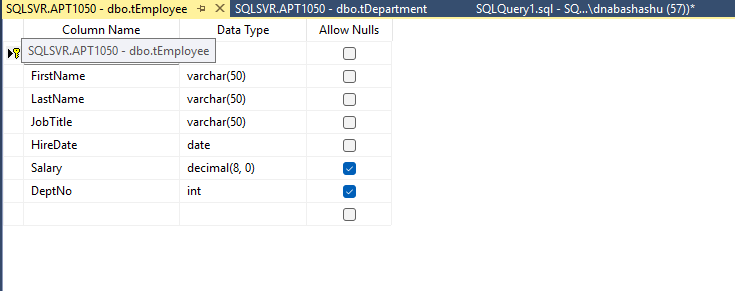 SQLSVR.APT1050 - dbo.tEmployee SQLSVR.APT1050 - dbo.tDepartment SQLQuery1.sql - SQ...\dnabashashu (57))*
Column Name Data Type Allow Nulls
SQLSVR.APT1050 - dbo.tEmployee
FirstName varchar(50)
LastName varchar(50)
JobTitle varchar(50)
HireDate date
Salary decimal(8, 0)
DeptNo int